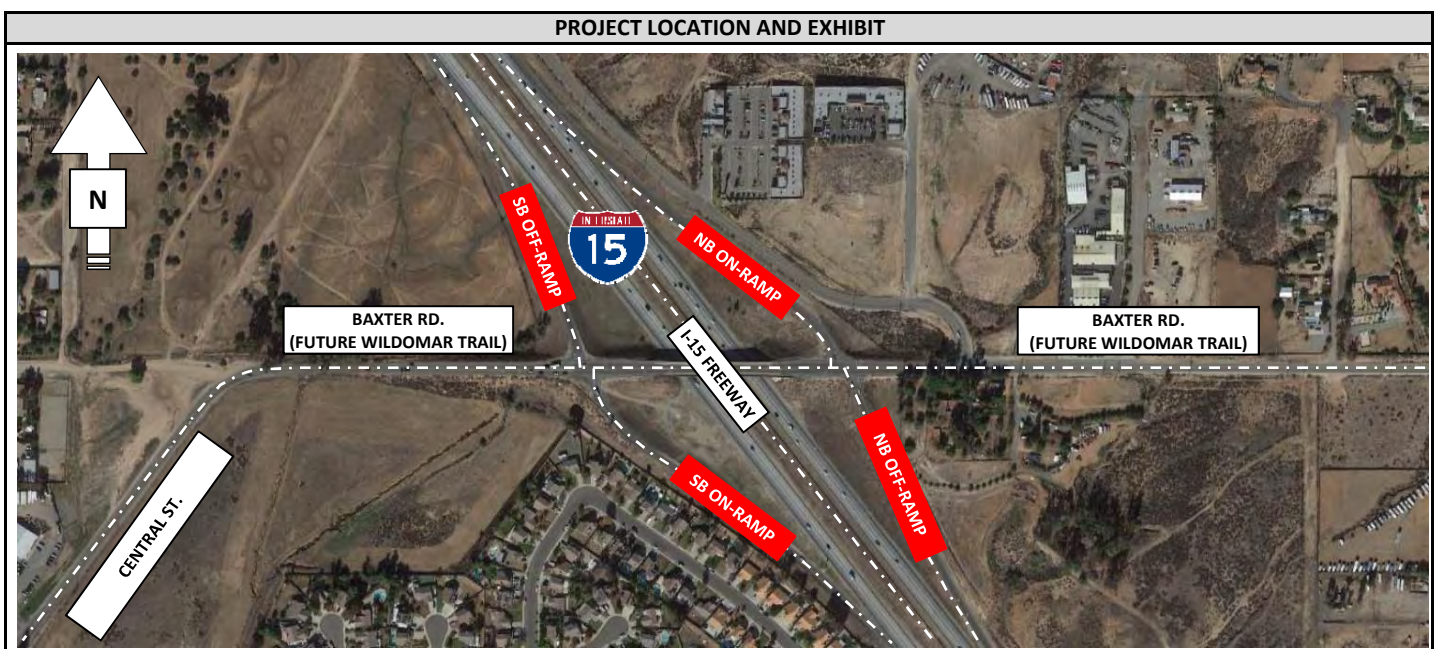 PROJECT LOCATION AND EXHIBIT
N
SB OFF-RAMP
INTERSTATE
15
NB ON-RAMP
BAXTER RD.
(FUTURE WILDOMAR TRAIL)
I-15 FREEWAY
BAXTER RD.
(FUTURE WILDOMAR TRAIL)
CENTRAL ST.
SB ON-RAMP
NB OFF-RAMP